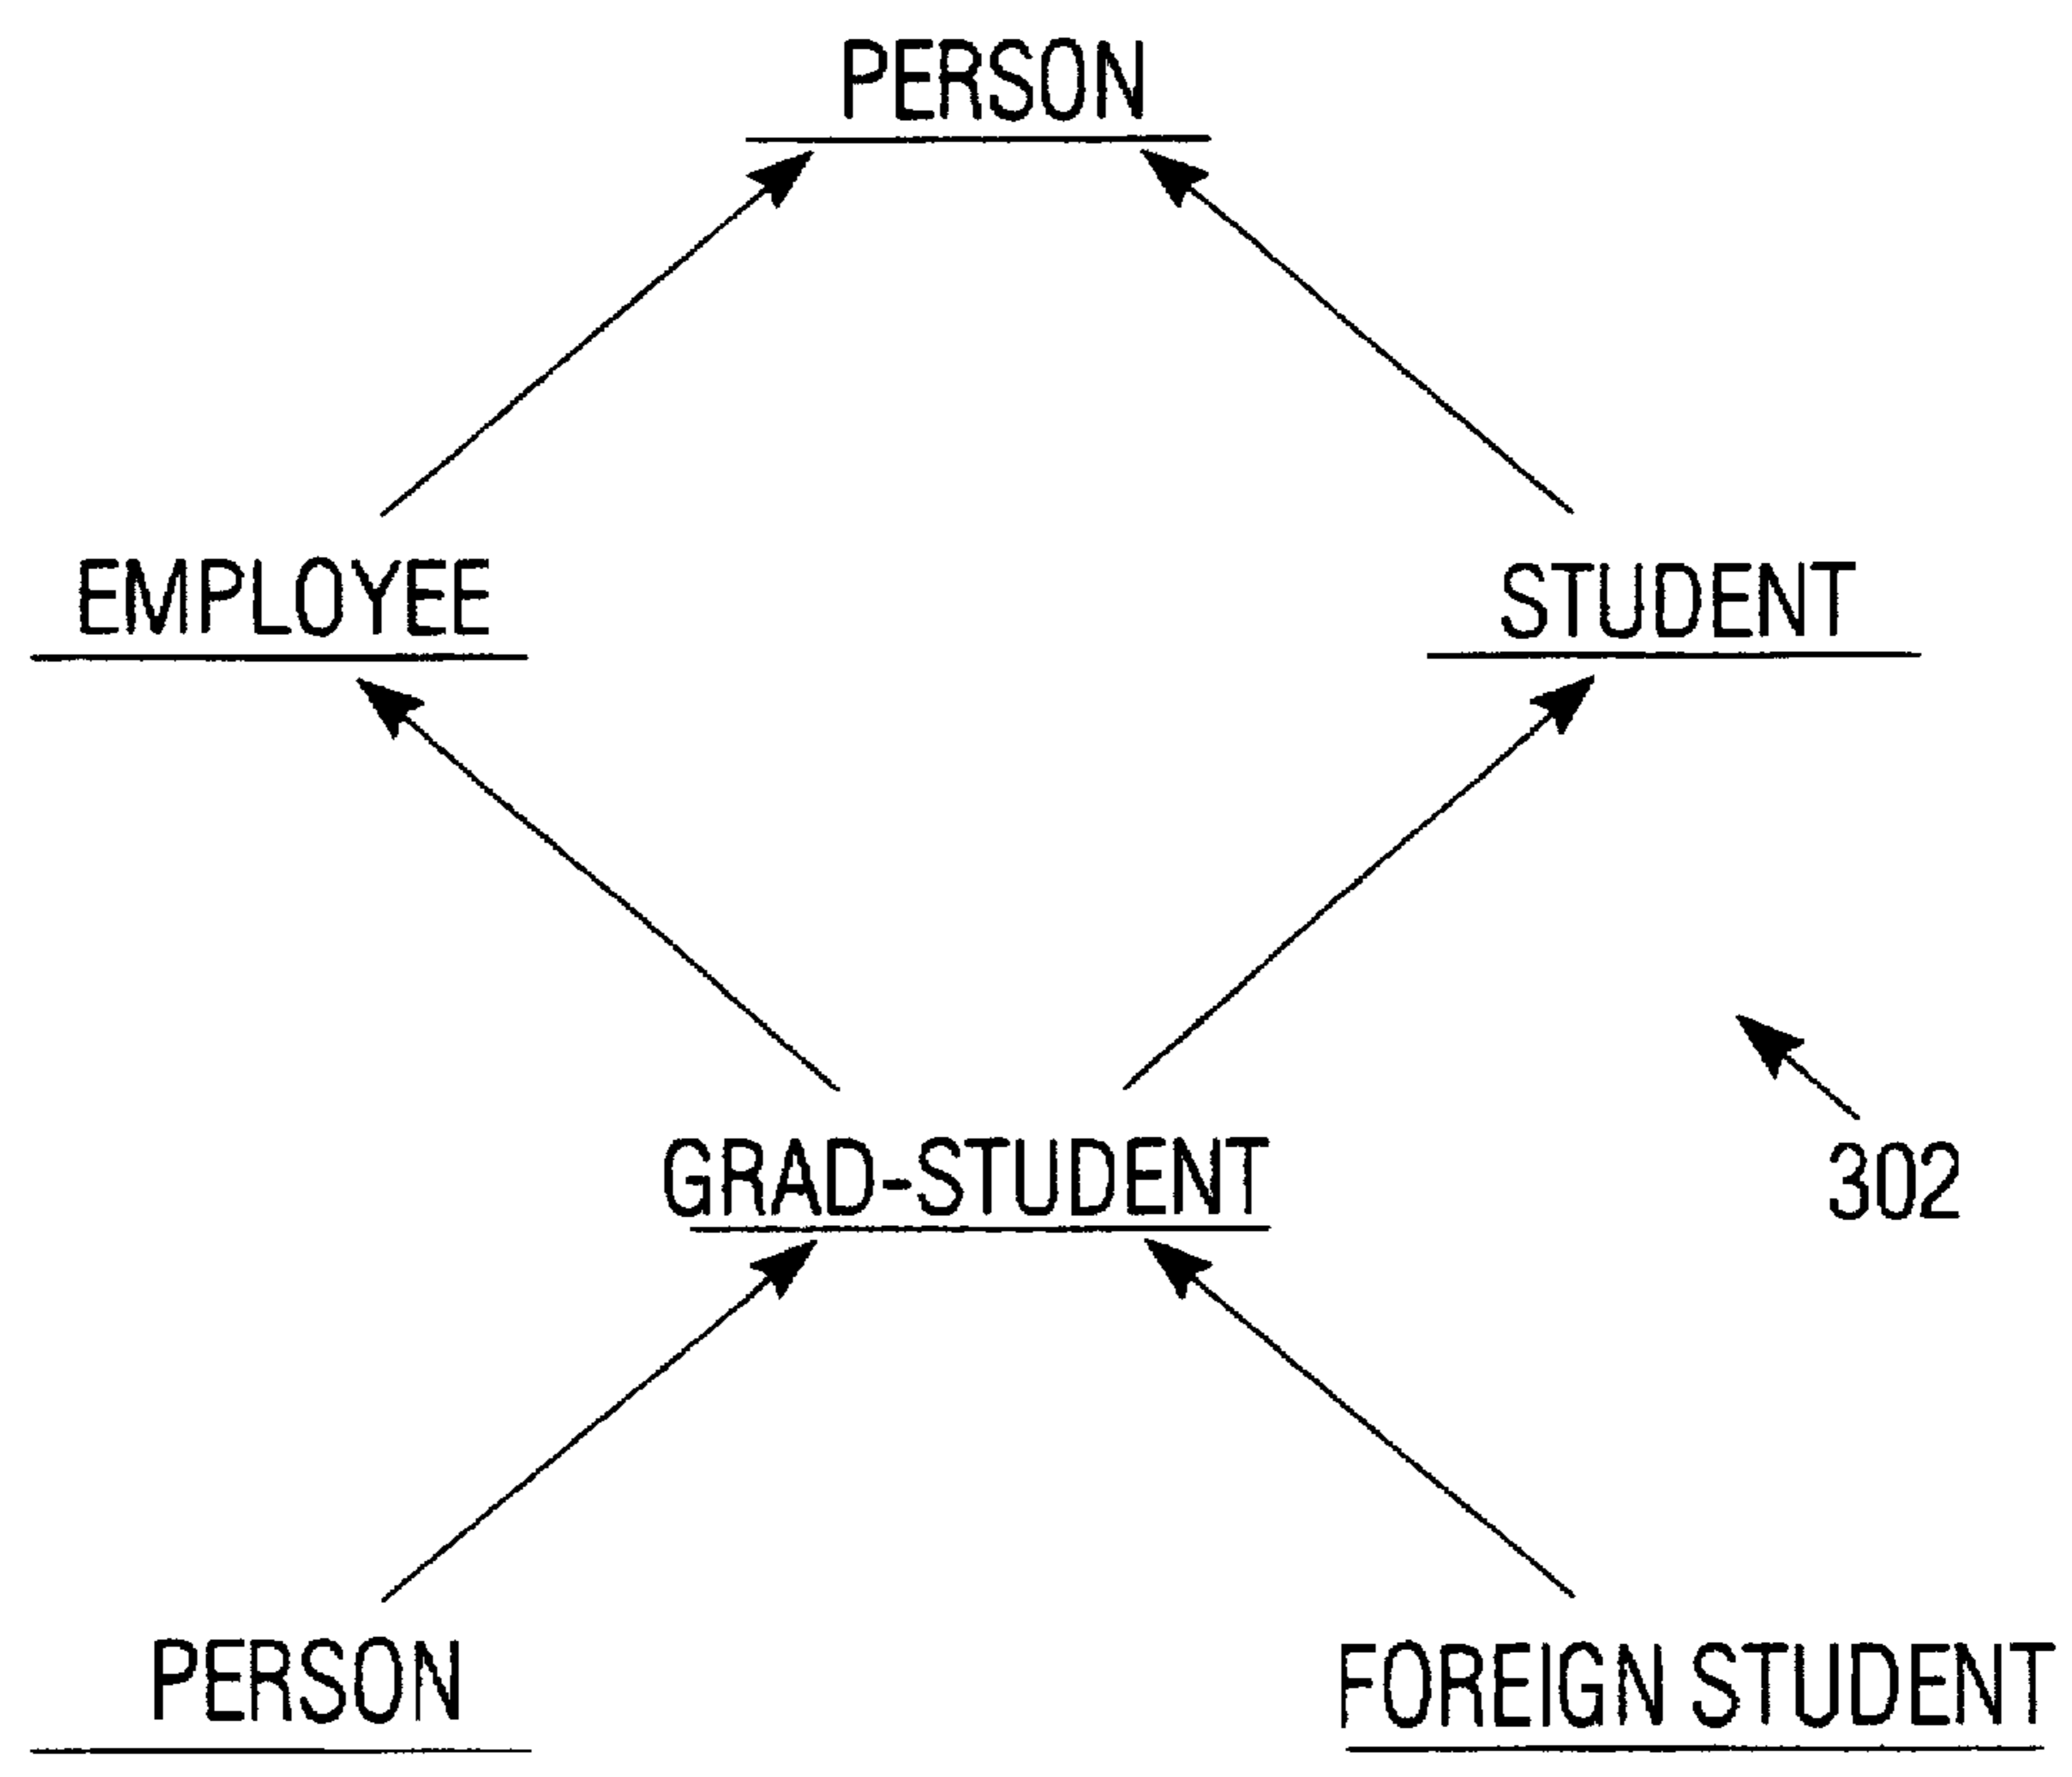 PERSON
EMPLOYEE
STUDENT
GRAD-STUDENT
302
PERSON
FOREIGN STUDENT